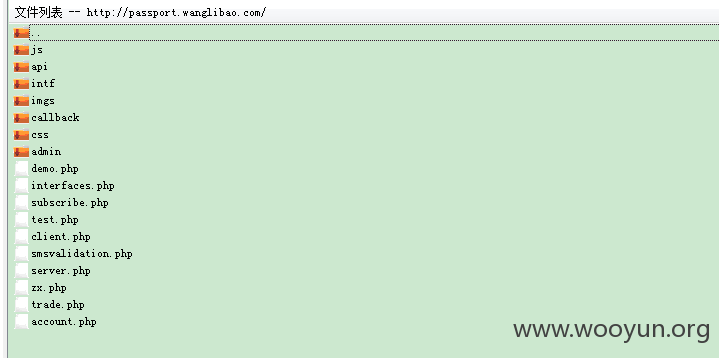 文件列表 -- http://passport.wanglibao.com/
..
js
api
intf
imgs
callback
css
admin
demo.php
interfaces.php
subscribe.php
test.php
client.php
smsvalidation.php
server.php
zx.php
trade.php
account.php
www.wooyun.org